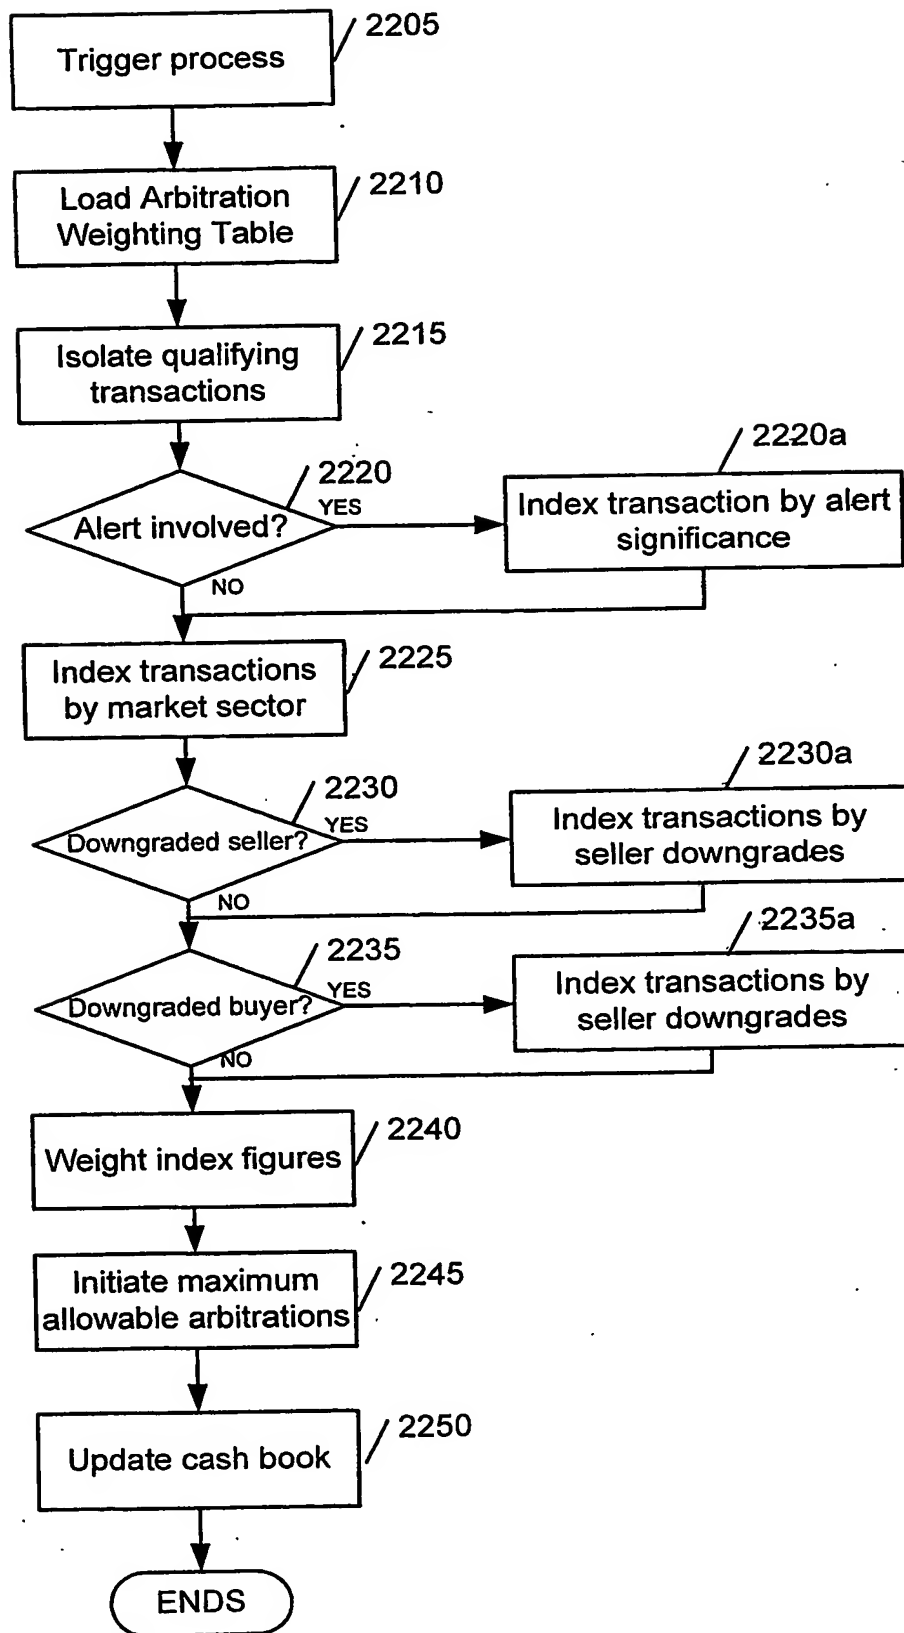 2205
Trigger process
2210
Load Arbitration
Weighting Table
2215
Isolate qualifying
transactions
2220
Alert involved?
YES
NO
2220a
Index transaction by alert
significance
2225
Index transactions
by market sector
2230
Downgraded seller?
YES
NO
2230a
Index transactions by
seller downgrades
2235
Downgraded buyer?
YES
NO
2235a
Index transactions by
seller downgrades
2240
Weight index figures
2245
Initiate maximum
allowable arbitrations
2250
Update cash book
ENDS